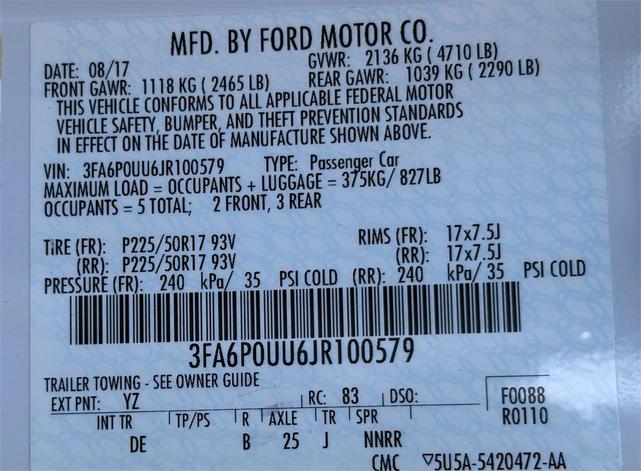 MFD. BY FORD MOTOR CO.
DATE: 08/17 GVWR: 2136 KG ( 4710 LB)
FRONT GAWR: 1118 KG ( 2465 LB) REAR GAWR: 1039 KG ( 2290 LB)
THIS VEHICLE CONFORMS TO ALL APPLICABLE FEDERAL MOTOR
VEHICLE SAFETY, BUMPER, AND THEFT PREVENTION STANDARDS
IN EFFECT ON THE DATE OF MANUFACTURE SHOWN ABOVE.
VIN: 3FA6P0UU6JR100579 TYPE: Passenger Car
MAXIMUM LOAD = OCCUPANTS + LUGGAGE = 375KG/ 827LB
OCCUPANTS = 5 TOTAL; 2 FRONT, 3 REAR
TIRE (FR): P225/50R17 93V RIMS (FR): 17x7.5J
(RR): P225/50R17 93V (RR): 17x7.5J
PRESSURE (FR): 240 kPa/ 35 PSI COLD (RR): 240 kPa/ 35 PSI COLD
3FA6P0UU6JR100579
TRAILER TOWING - SEE OWNER GUIDE
EXT PNT: YZ RC: 83 DSO: F0088
R0110
INT TR TP/PS R AXLE TR SPR
DE B 25 J NNRR
CMC ▽5U5A-5420472-AA